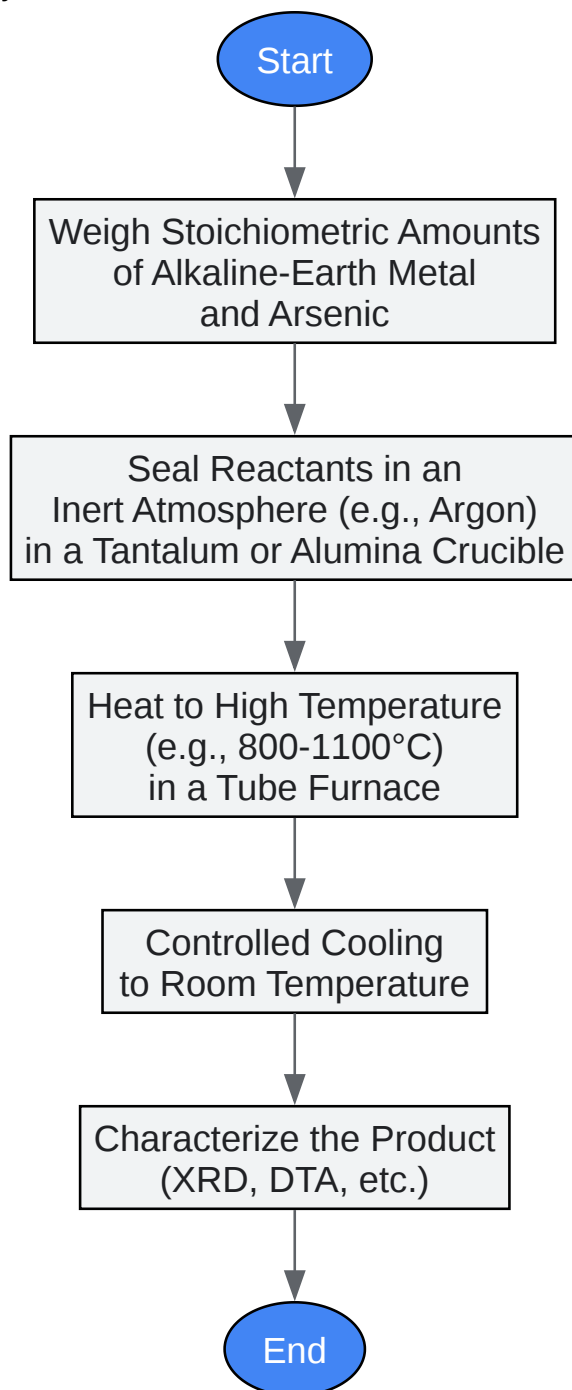 Start
Weigh Stoichiometric Amounts
of Alkaline-Earth Metal
and Arsenic
Seal Reactants in an
Inert Atmosphere (e.g., Argon)
in a Tantalum or Alumina Crucible
Heat to High Temperature
(e.g., 800-1100°C)
in a Tube Furnace
Controlled Cooling
to Room Temperature
Characterize the Product
(XRD, DTA, etc.)
End